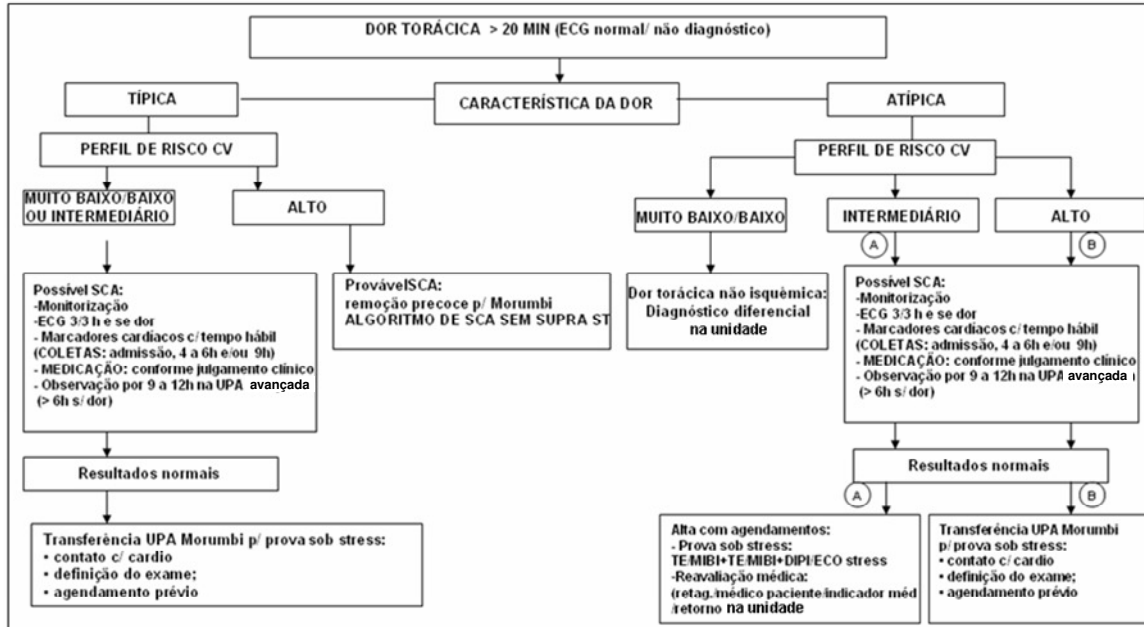 DOR TORÁCICA > 20 MIN (ECG normal/ não diagnóstico)
TÍPICA
CARACTERÍSTICA DA DOR
ATÍPICA
PERFIL DE RISCO CV
MUITO BAIXO/BAIXO
OU INTERMEDIÁRIO
ALTO
Possível SCA:
-Monitorização
-ECG 3/3 h e se dor
- Marcadores cardíacos c/ tempo hábil
(COLETAS: admissão, 4 a 6h e/ou 9h)
- MEDICAÇÃO: conforme julgamento clínico
- Observação por 9 a 12h na UPA avançada
(> 6h s/ dor)
ProvávelSCA:
remoção precoce p/ Morumbi
ALGORITMO DE SCA SEM SUPRA ST
Resultados normais
Transferência UPA Morumbi p/ prova sob stress:
• contato c/ cardio
• definição do exame;
• agendamento prévio
PERFIL DE RISCO CV
MUITO BAIXO/BAIXO
INTERMEDIÁRIO
ALTO
A
B
Dor torácica não isquêmica:
Diagnóstico diferencial
na unidade
Possível SCA:
-Monitorização
-ECG 3/3 h e se dor
- Marcadores cardíacos c/ tempo hábil
(COLETAS: admissão, 4 a 6h e/ou 9h)
- MEDICAÇÃO: conforme julgamento clínico
- Observação por 9 a 12h na UPA avançada
(> 6h s/ dor)
Resultados normais
A
B
Alta com agendamentos:
- Prova sob stress:
TE/MIBI+TE/MIBI+DIPI/ECO stress
-Reavaliação médica:
(retag./médico paciente/indicador méd
/retorno na unidade
Transferência UPA Morumbi
p/ prova sob stress:
• contato c/ cardio
• definição do exame;
• agendamento prévio